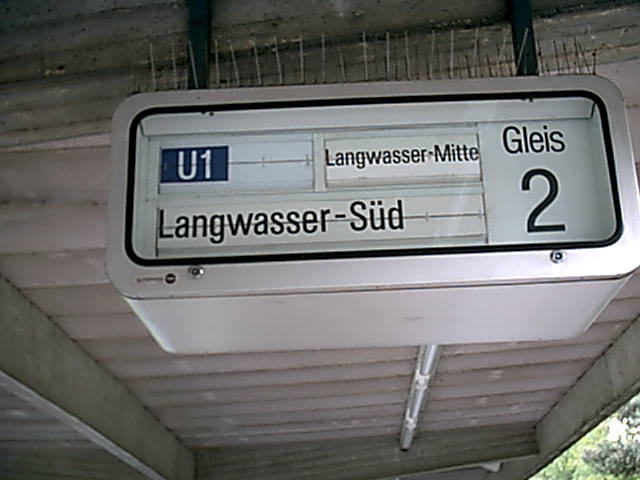 U1 Langwasser-Mitte Gleis
2
Langwasser-Süd